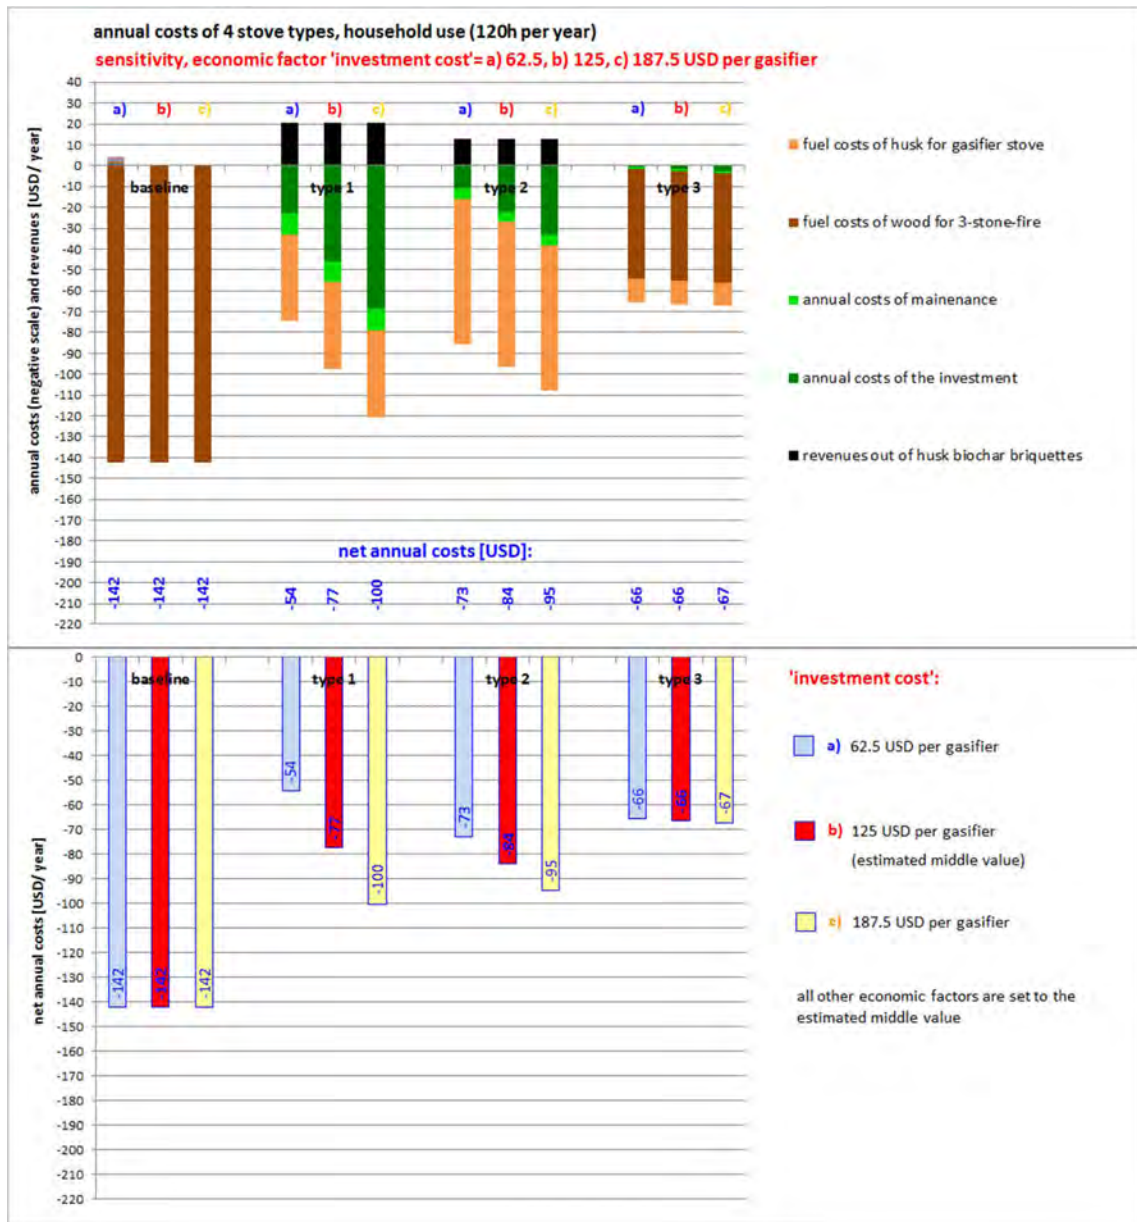 annual costs of 4 stove types, household use (120h per year)
sensitivity, economic factor 'investment cost'= a) 62.5, b) 125, c) 187.5 USD per gasifier
annual costs (negative scale) and revenues [USD/ year]
40
30
20
10
0
-10
-20
-30
-40
-50
-60
-70
-80
-90
-100
-110
-120
-130
-140
-150
-160
-170
-180
-190
-200
-210
-220
a) b) c) a) b) c) a) b) c) a) b) c)
baseline type 1 type 2 type 3
fuel costs of husk for gasifier stove
fuel costs of wood for 3-stone-fire
annual costs of mainenance
annual costs of the investment
revenues out of husk biochar briquettes
net annual costs [USD]:
-142 -142 -142 -54 -77 -100 -73 -84 -95 -66 -66 -67
net annual costs [USD/ year]
0
-10
-20
-30
-40
-50
-60
-70
-80
-90
-100
-110
-120
-130
-140
-150
-160
-170
-180
-190
-200
-210
-220
baseline type 1 type 2 type 3
-142 -142 -142 -54 -77 -100 -73 -84 -95 -66 -66 -67
'investment cost':
a) 62.5 USD per gasifier
b) 125 USD per gasifier
(estimated middle value)
c) 187.5 USD per gasifier
all other economic factors are set to the
estimated middle value